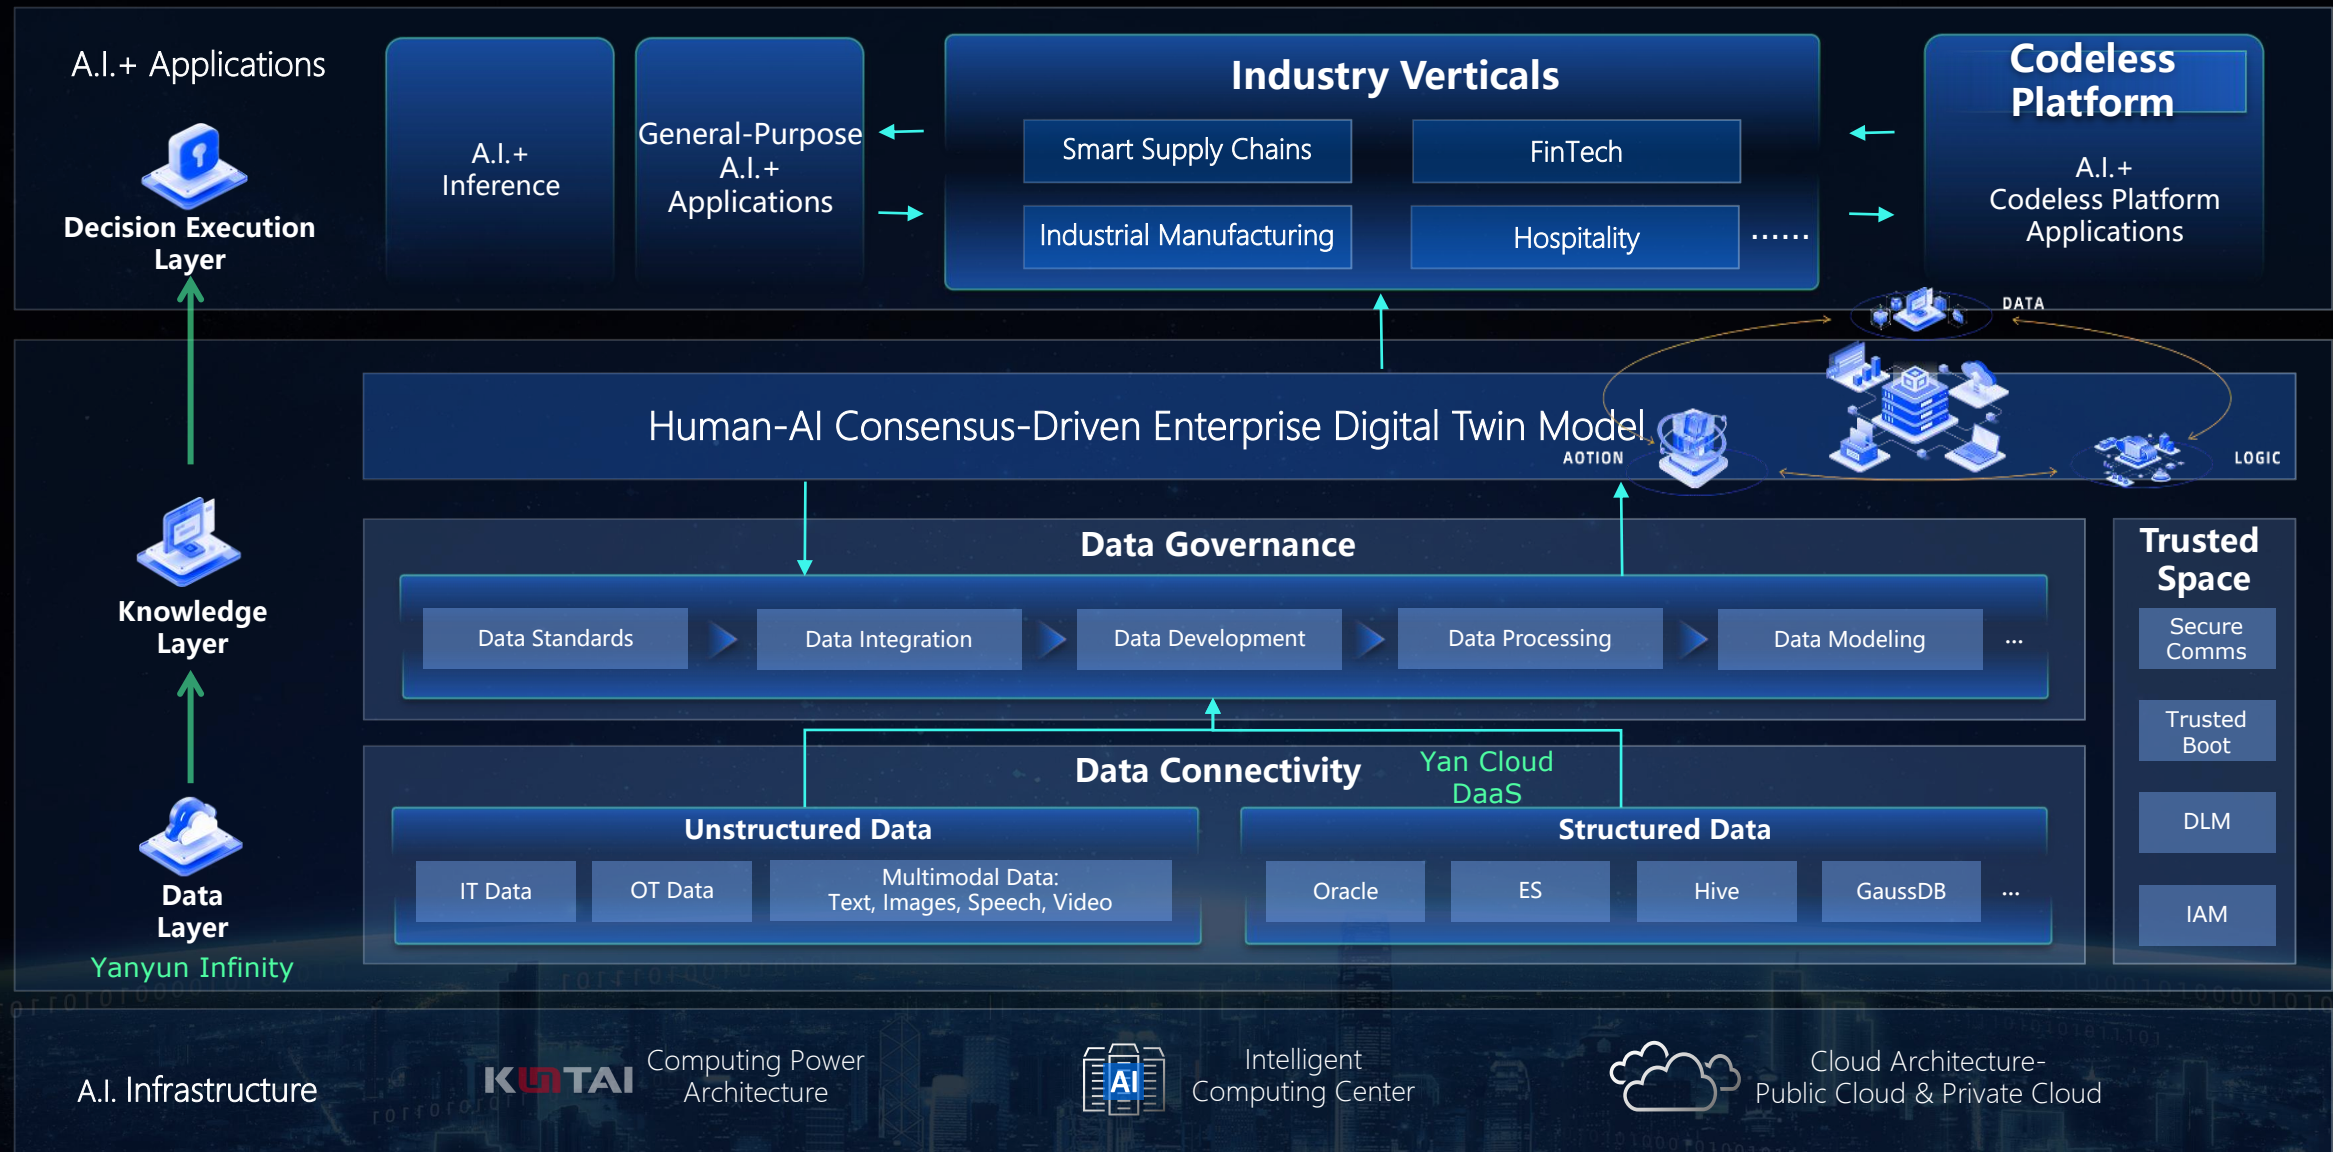 A.I.+ Applications
Decision Execution
Layer
A.I.+
Inference
General-Purpose
A.I.+
Applications
Industry Verticals
Smart Supply Chains
FinTech
Industrial Manufacturing
Hospitality
......
Codeless
Platform
A.I.+
Codeless Platform
Applications
DATA
Human-AI Consensus-Driven Enterprise Digital Twin Model
AOTION
LOGIC
Knowledge
Layer
Data Governance
Data Standards
Data Integration
Data Development
Data Processing
Data Modeling
...
Trusted
Space
Secure
Comms
Trusted
Boot
DLM
IAM
Data Connectivity
Yan Cloud
DaaS
Unstructured Data
IT Data
OT Data
Multimodal Data:
Text, Images, Speech, Video
Structured Data
Oracle
ES
Hive
GaussDB
...
Data
Layer
Yanyun Infinity
A.I. Infrastructure
KUNTAI
Computing Power
Architecture
AI
Intelligent
Computing Center
Cloud Architecture-
Public Cloud & Private Cloud